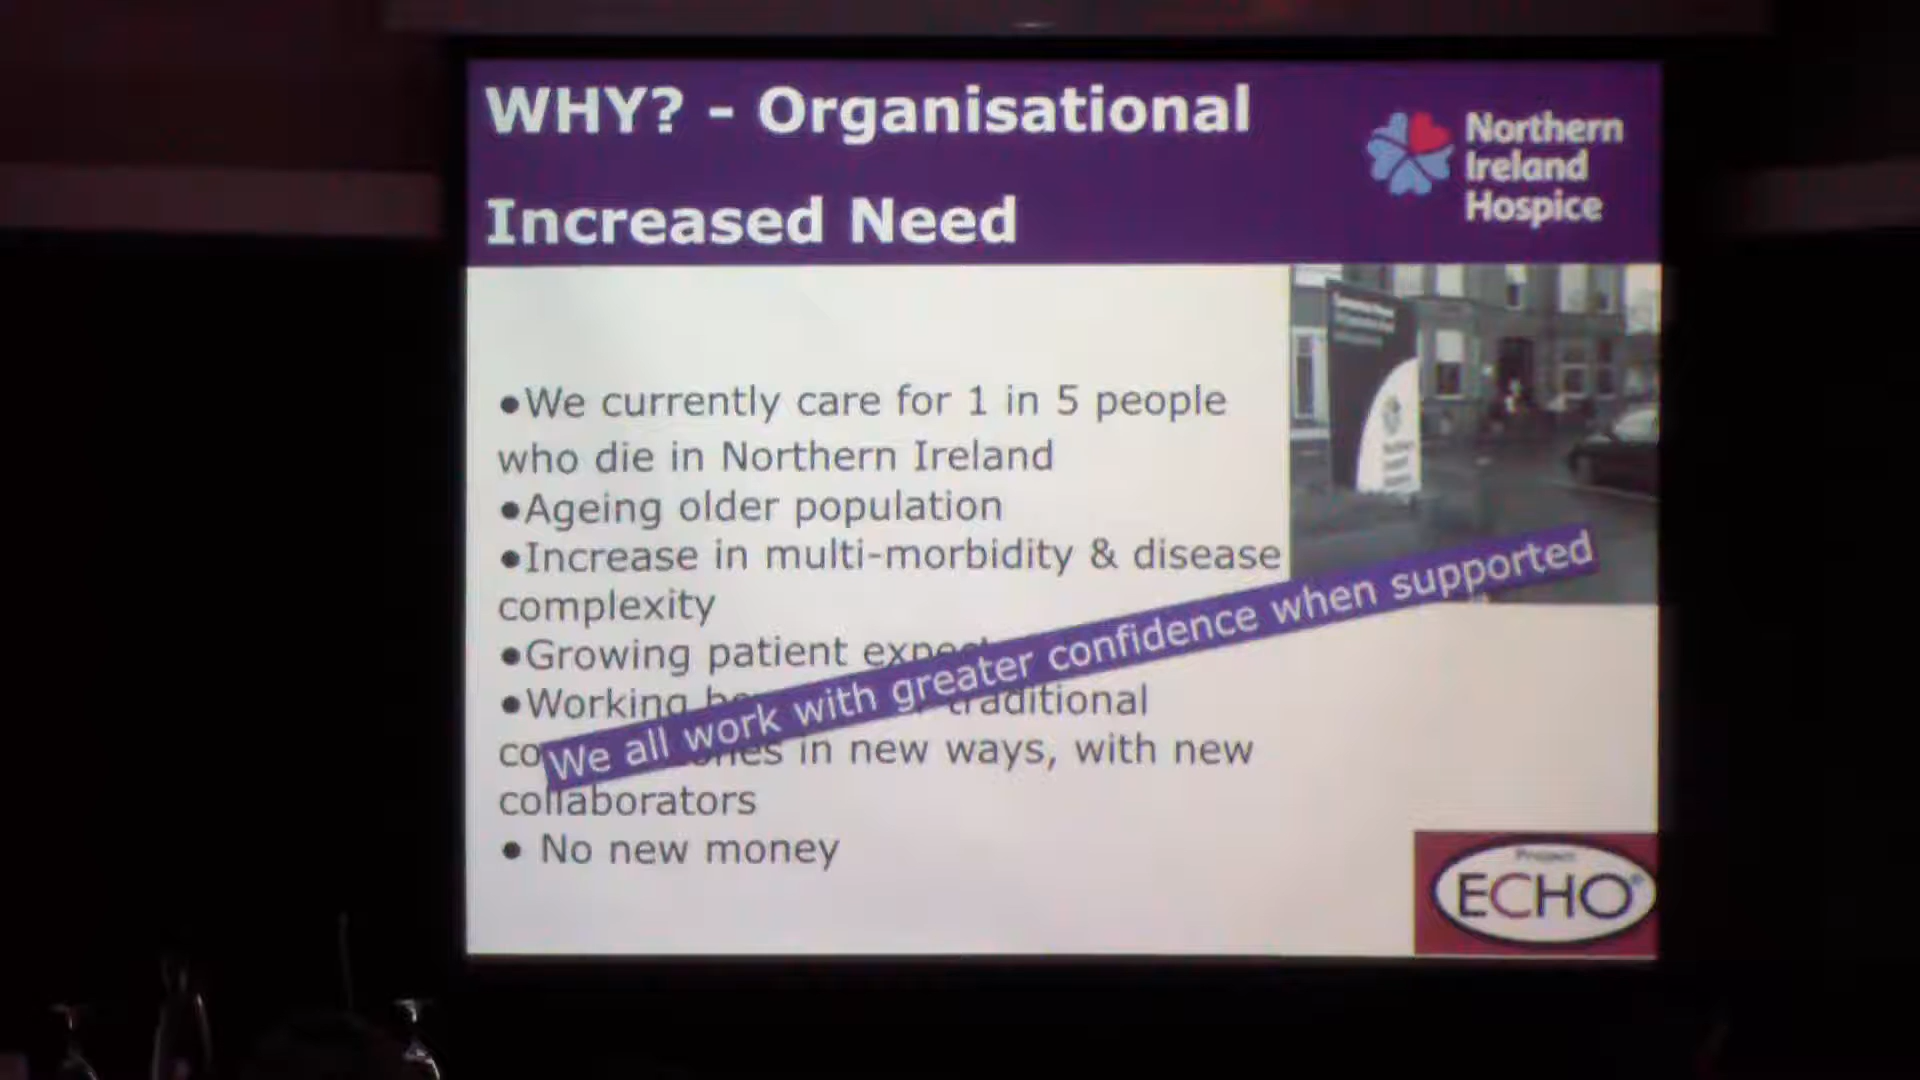 WHY? - Organisational
Increased Need
Northern
Ireland
Hospice
●We currently care for 1 in 5 people
who die in Northern Ireland
●Ageing older population
●Increase in multi-morbidity & disease
complexity
●Growing patient
●Working traditional
in new ways, with new
collaborators
● No new money
We all work with greater confidence when supported
Project
ECHO